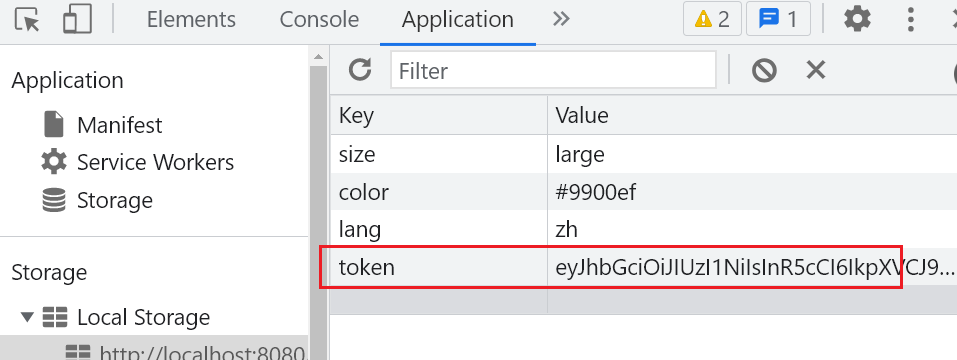 Elements Console Application 2 1
Application
Manifest
Service Workers
Storage
Storage
Local Storage
http://localhost:8080
Filter
Key Value
size large
color #9900ef
lang zh
token eyJhbGciOiJIUzI1NiIsInR5cCI6IkpXVCJ9...